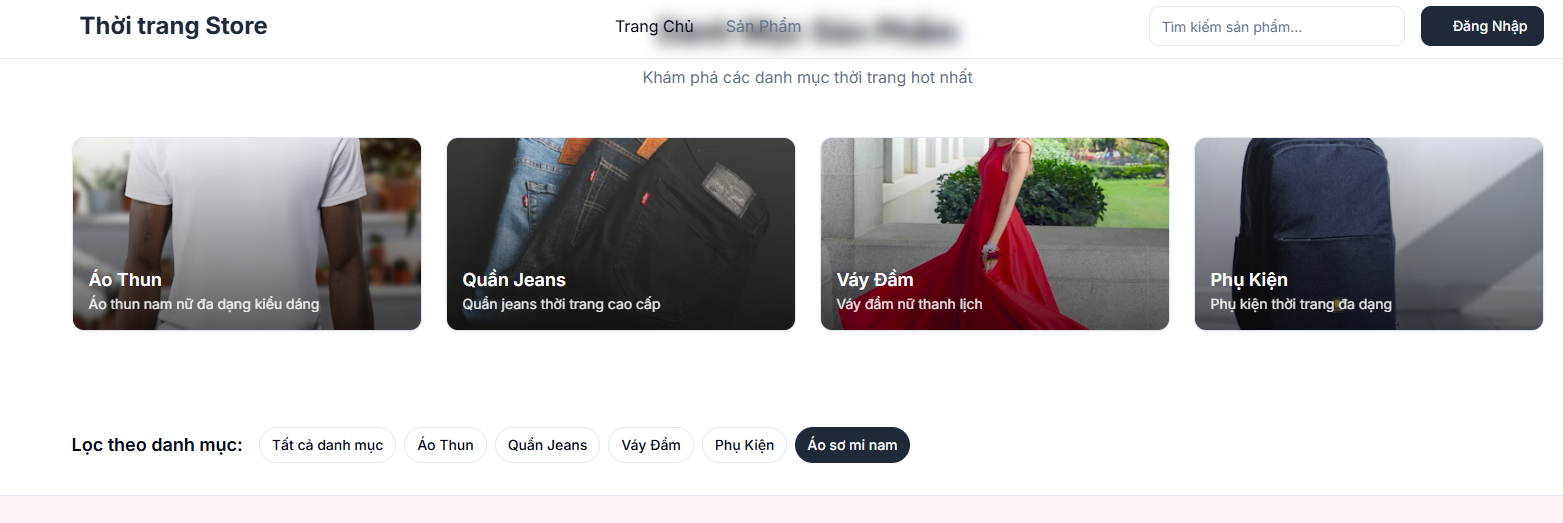 Thời trang Store
Trang Chủ
Sản Phẩm
Tìm kiếm sản phẩm...
Đăng Nhập
Khám phá các danh mục thời trang hot nhất
Áo Thun
Áo thun nam nữ đa dạng kiểu dáng
Quần Jeans
Quần jeans thời trang cao cấp
Váy Đầm
Váy đầm nữ thanh lịch
Phụ Kiện
Phụ kiện thời trang đa dạng
Lọc theo danh mục:
Tất cả danh mục
Áo Thun
Quần Jeans
Váy Đầm
Phụ Kiện
Áo sơ mi nam